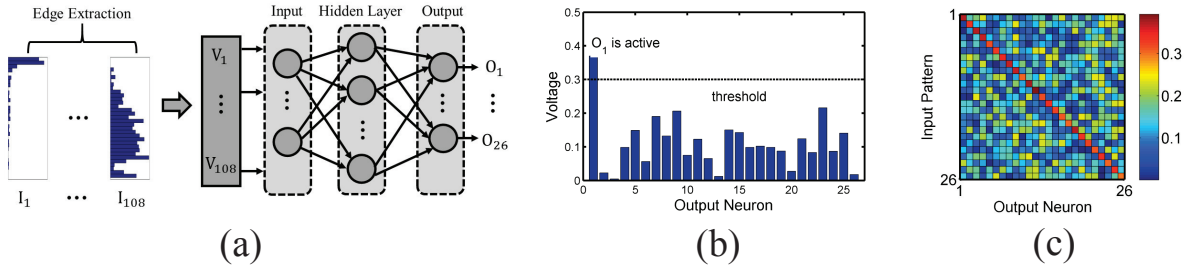 Edge Extraction
I₁
•••
I₁₀₈
•••
V₁
V₁₀₈
Input
Hidden Layer
Output
O₁
O₂₆
(a)
0.5
0.4
0.3
0.2
0.1
0
Voltage
O₁ is active
threshold
0 5 10 15 20 25
Output Neuron
(b)
1
26
Input Pattern
1 26
Output Neuron
0.3
0.2
0.1
(c)